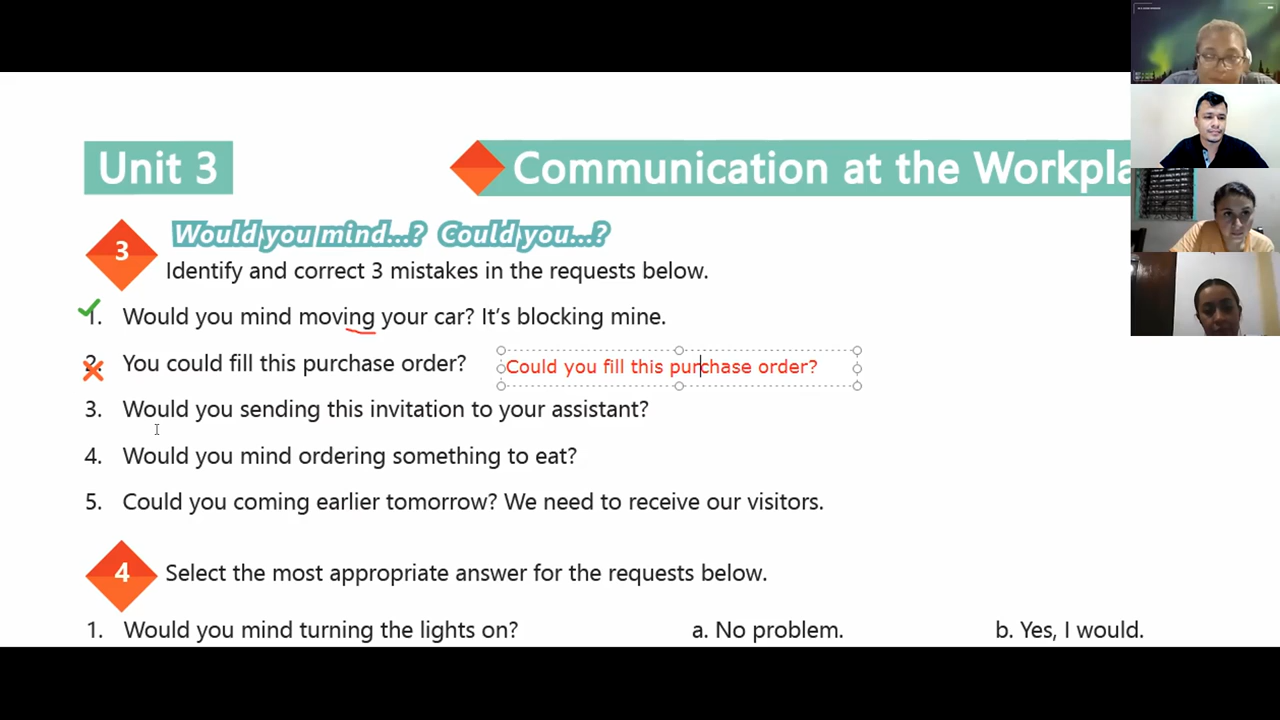 Unit 3
Communication at the Workpla
3
Would you mind...? Could you...?
Identify and correct 3 mistakes in the requests below.
1. Would you mind moving your car? It's blocking mine.
2. You could fill this purchase order? Could you fill this purchase order?
3. Would you sending this invitation to your assistant?
4. Would you mind ordering something to eat?
5. Could you coming earlier tomorrow? We need to receive our visitors.
4
Select the most appropriate answer for the requests below.
1. Would you mind turning the lights on? a. No problem. b. Yes, I would.